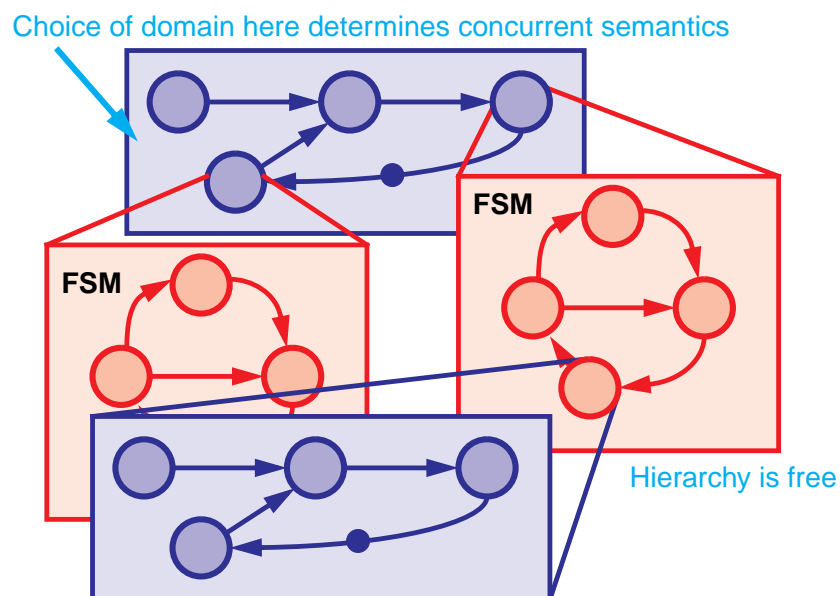 Choice of domain here determines concurrent semantics
FSM
FSM
Hierarchy is free